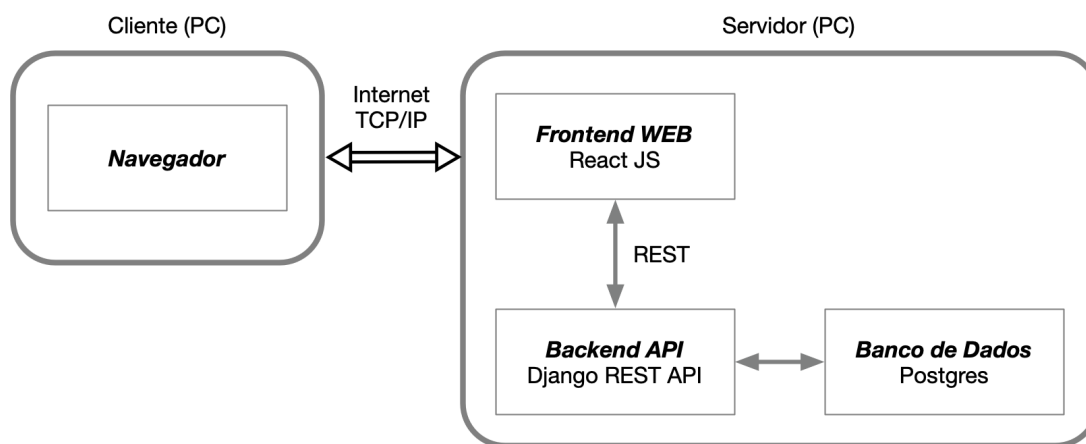 Cliente (PC)
Servidor (PC)
Navegador
Internet
TCP/IP
Frontend WEB
React JS
REST
Backend API
Django REST API
Banco de Dados
Postgres